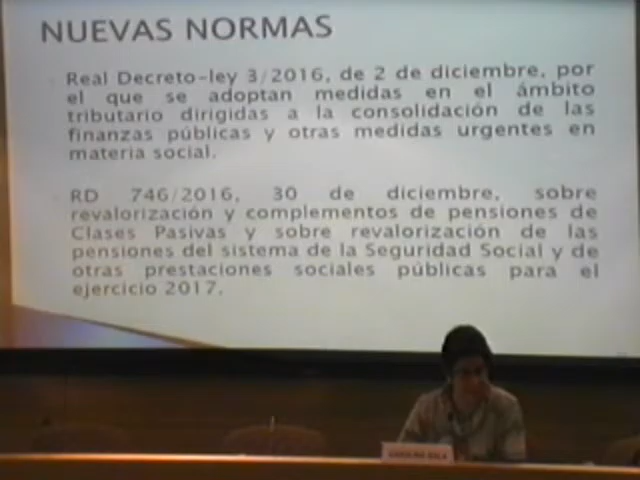 NUEVAS NORMAS
Real Decreto-ley 3/2016, de 2 de diciembre, por
el que se adoptan medidas en el ámbito
tributario dirigidas a la consolidación de las
finanzas públicas y otras medidas urgentes en
materia social.
RD 746/2016, 30 de diciembre, sobre
revalorización y complementos de pensiones de
Clases Pasivas y sobre revalorización de las
pensiones del sistema de la Seguridad Social y de
otras prestaciones sociales públicas para el
ejercicio 2017.